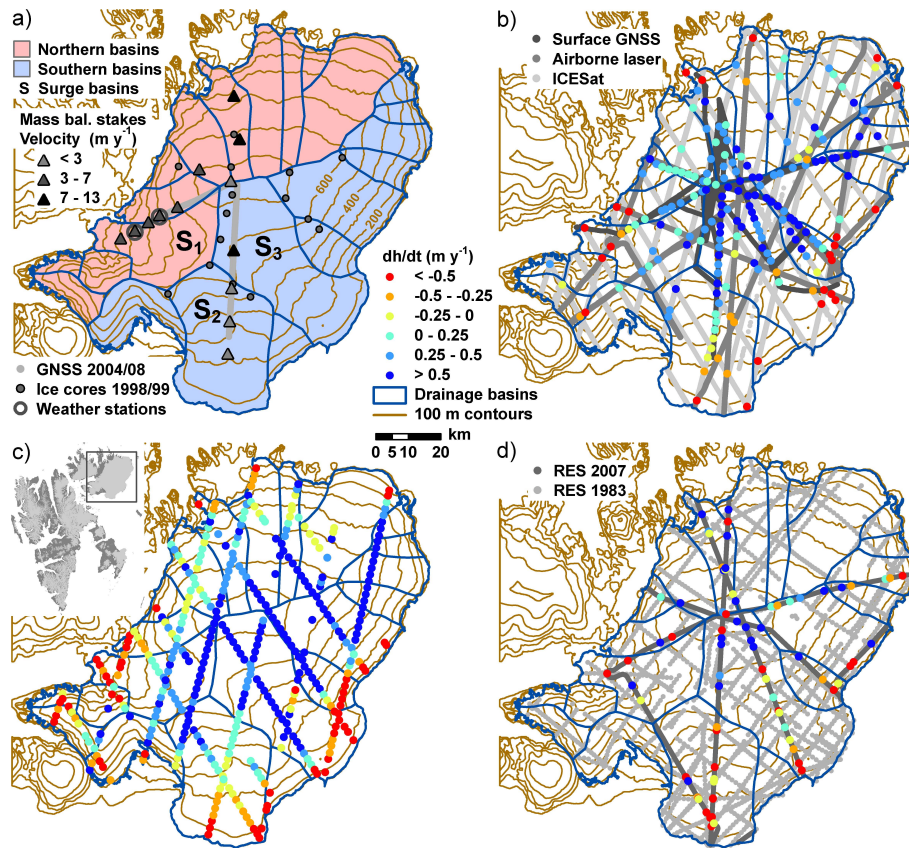 a)
Northern basins
Southern basins
S Surge basins
Mass bal. stakes
Velocity (m y⁻¹)
< 3
3 - 7
7 - 13
S₁
S₂
S₃
600
400
200
GNSS 2004/08
Ice cores 1998/99
Weather stations
b)
Surface GNSS
Airborne laser
ICESat
dh/dt (m y⁻¹)
< -0.5
-0.5 - -0.25
-0.25 - 0
0 - 0.25
0.25 - 0.5
> 0.5
Drainage basins
100 m contours
km
0 5 10 20
c)
d)
RES 2007
RES 1983